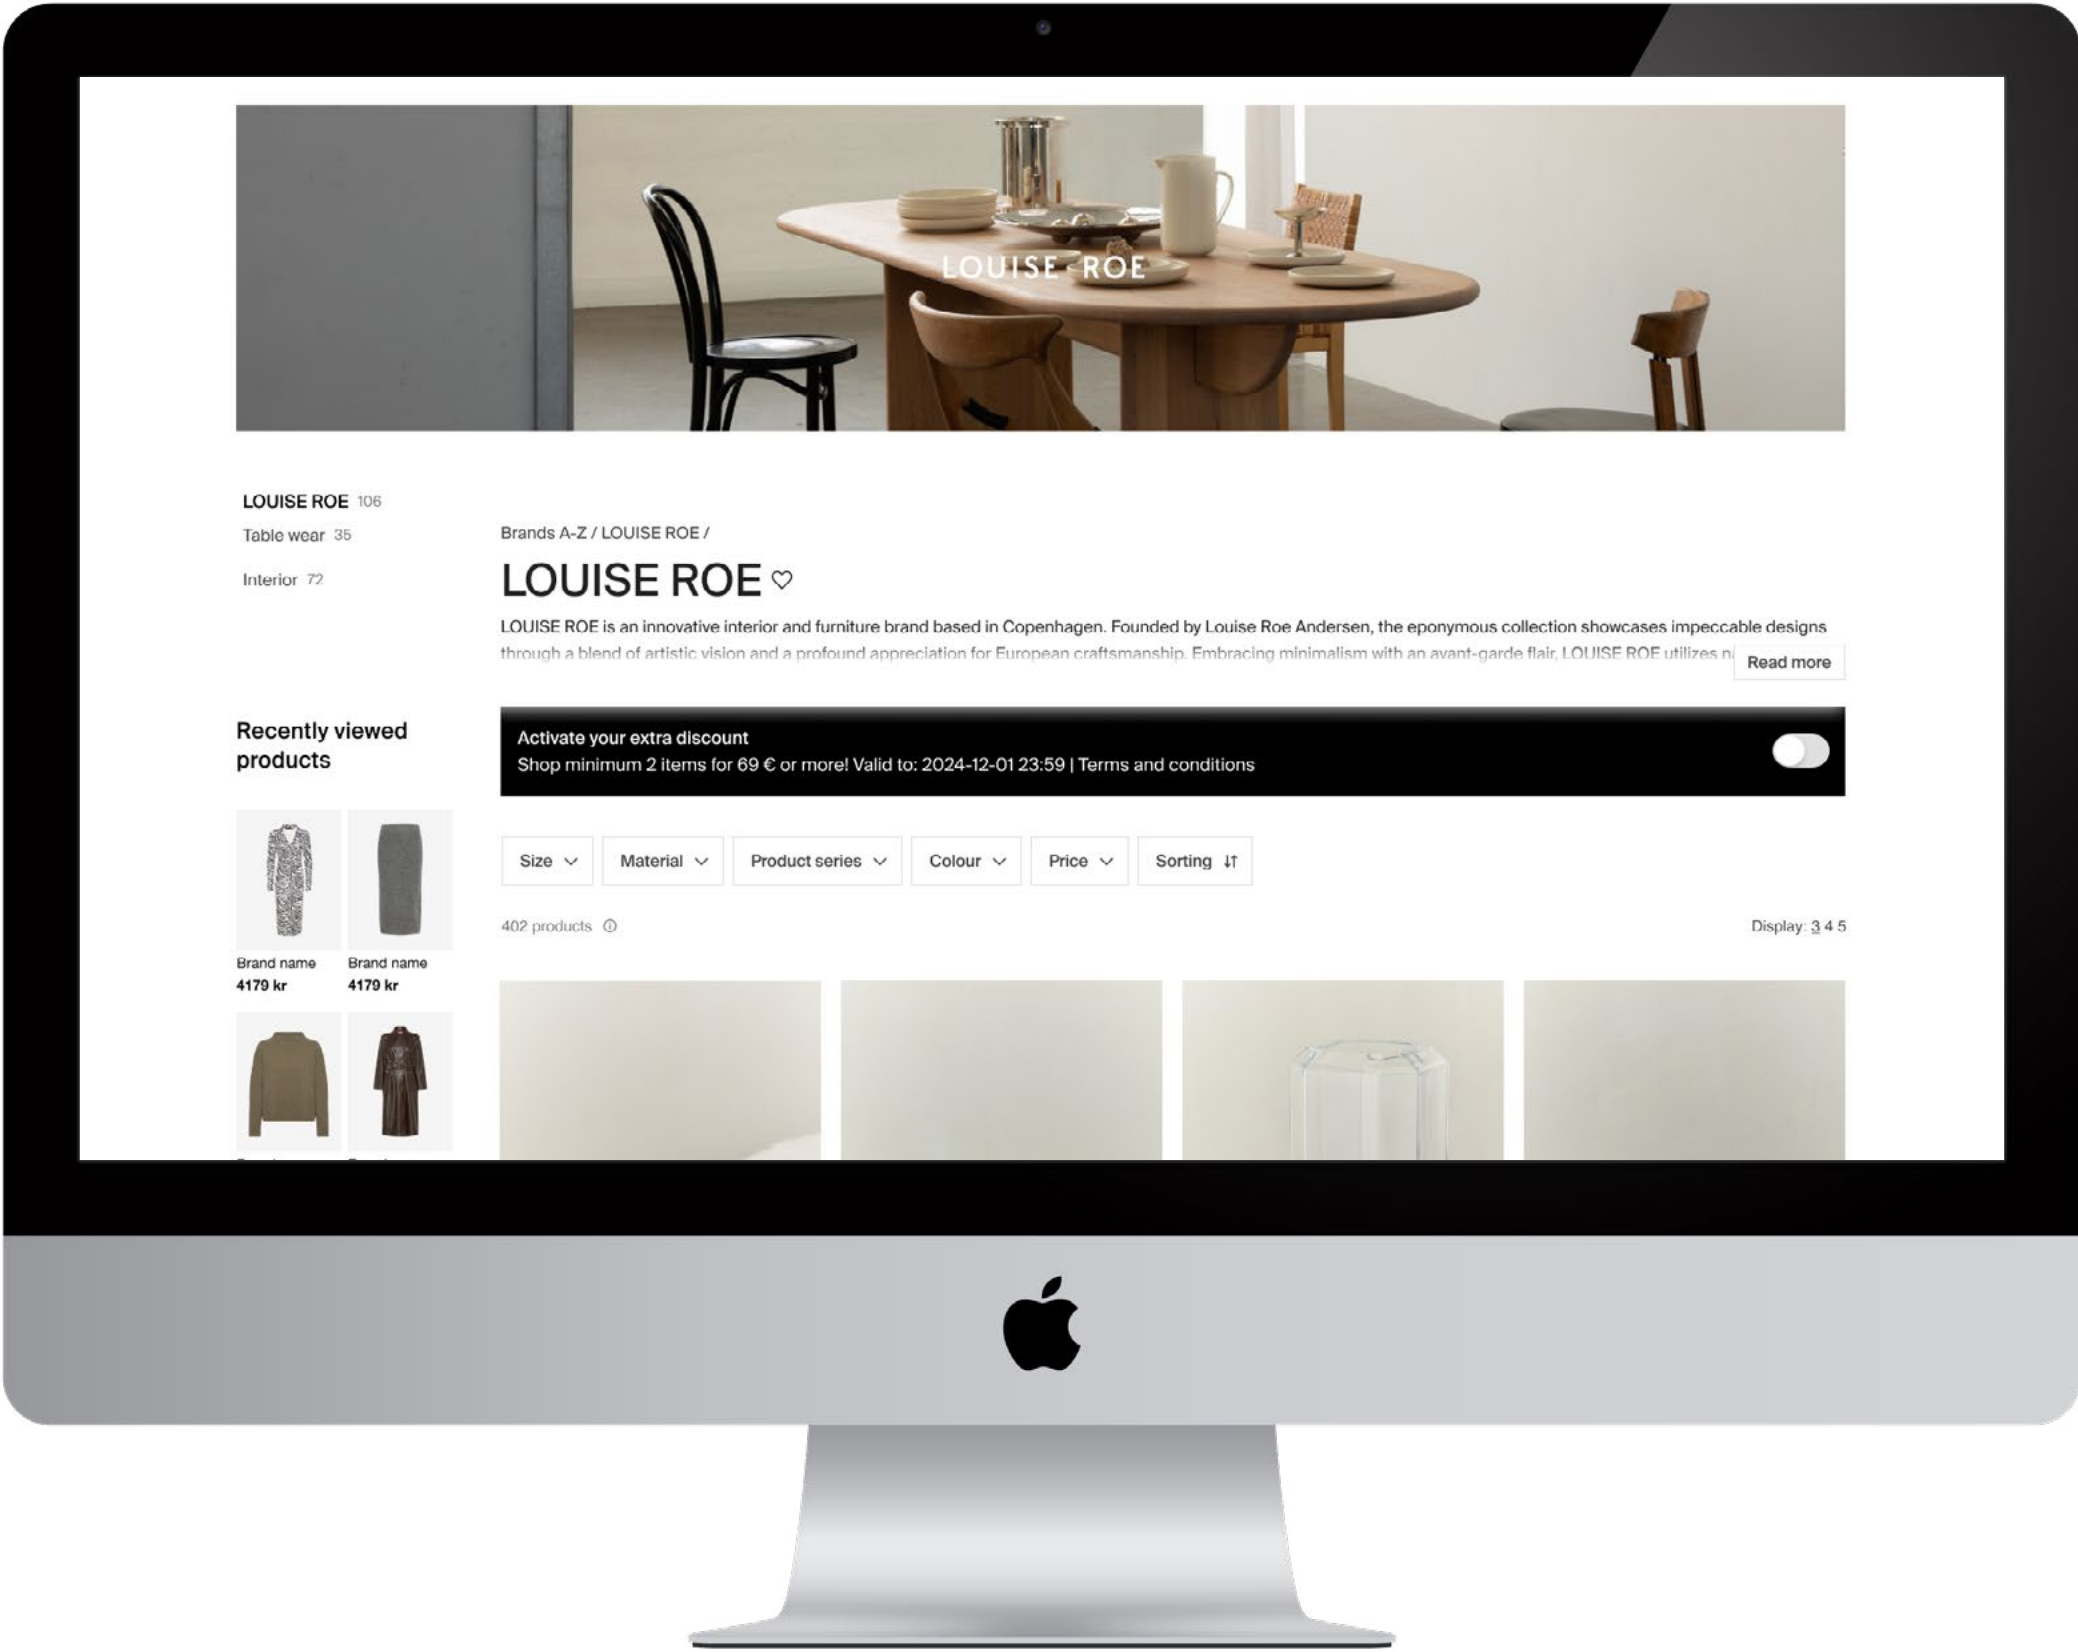 LOUISE ROE
LOUISE ROE 106
Table wear 35
Interior 72
Brands A-Z / LOUISE ROE /
LOUISE ROE
LOUISE ROE is an innovative interior and furniture brand based in Copenhagen. Founded by Louise Roe Andersen, the eponymous collection showcases impeccable designs
through a blend of artistic vision and a profound appreciation for European craftsmanship. Embracing minimalism with an avant-garde flair, LOUISE ROE utilizes
Read more
Recently viewed
products
Activate your extra discount
Shop minimum 2 items for 69 € or more! Valid to: 2024-12-01 23:59 | Terms and conditions
Size
Material
Product series
Colour
Price
Sorting
402 products
Display: 3 4 5
Brand name
4179 kr
Brand name
4179 kr